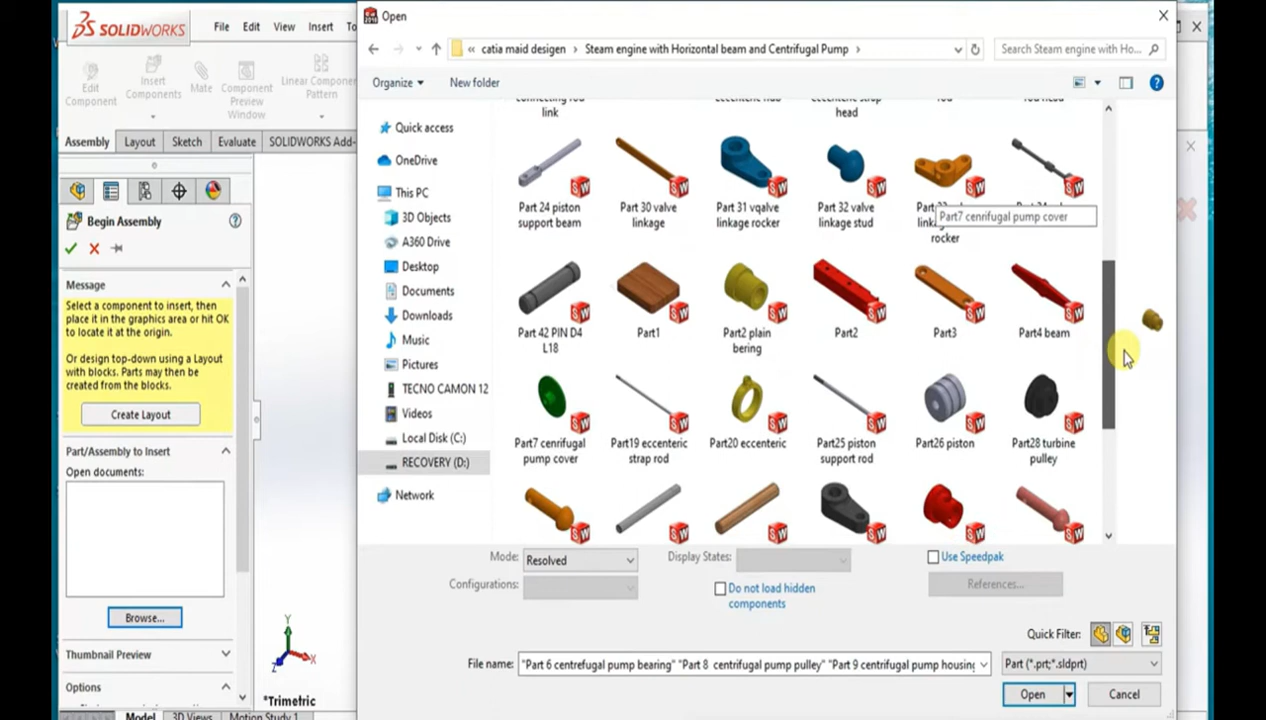 SOLIDWORKS
File Edit View Insert To
Edit Component
Insert Components
Mate
Component Preview Window
Linear Component Pattern
Assembly Layout Sketch Evaluate SOLIDWORKS Add-
Begin Assembly
Message
Select a component to insert, then
place it in the graphics area or hit OK
to locate it at the origin.
Or design top-down using a Layout
with blocks. Parts may then be
created from the blocks.
Create Layout
Part/Assembly to Insert
Open documents:
Browse...
Thumbnail Preview
Options
Model 3D Views Motion Study 1
Y
X
Z
*Trimetric
Open
« catia maid desigen › Steam engine with Horizontal beam and Centrifugal Pump ›
Search Steam engine with Ho...
Organize
New folder
Quick access
OneDrive
This PC
3D Objects
A360 Drive
Desktop
Documents
Downloads
Music
Pictures
TECNO CAMON 12
Videos
Local Disk (C:)
RECOVERY (D:)
Network
link
head
Part 24 piston support beam
Part 30 valve linkage
Part 31 vqalve linkage rocker
Part 32 valve linkage stud
rocker
Part7 cenrifugal pump cover
Part 42 PIN D4 L18
Part1
Part2 plain bering
Part2
Part3
Part4 beam
Part7 cenrifugal pump cover
Part19 eccenteric strap rod
Part20 eccenteric
Part25 piston support rod
Part26 piston
Part28 turbine pulley
Mode: Resolved
Display States:
Use Speedpak
Configurations:
Do not load hidden components
References...
Quick Filter:
File name: "Part 6 centrefugal pump bearing" "Part 8 centrifugal pump pulley" "Part 9 centrifugal pump housing
Part (*.prt;*.sldprt)
Open
Cancel